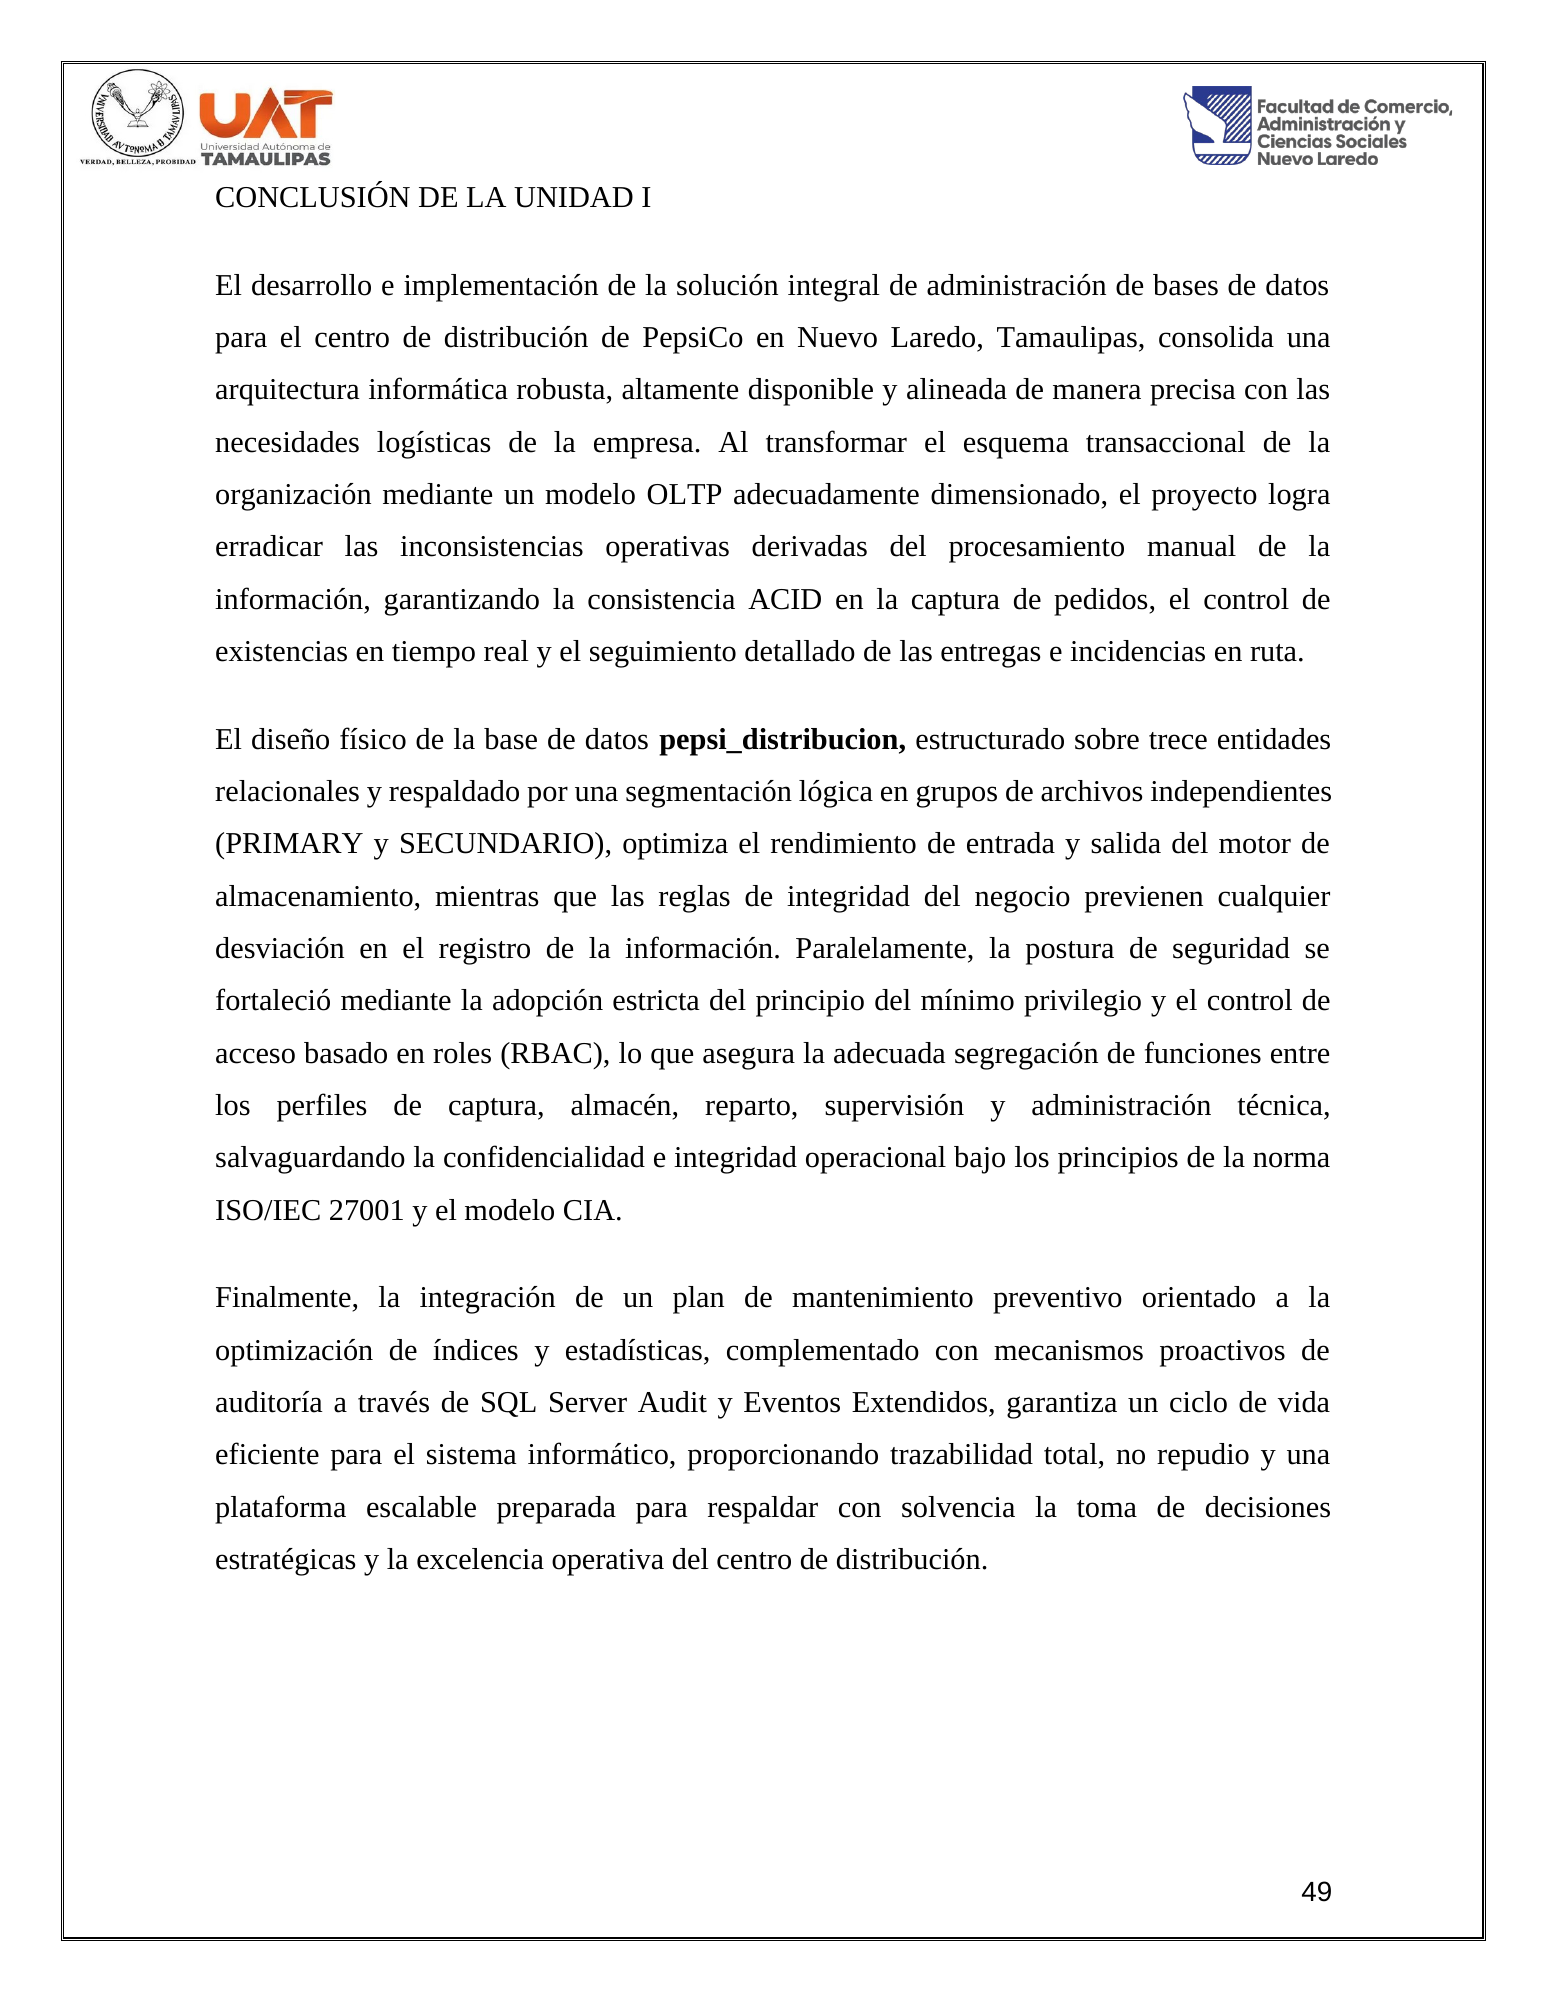 VNIVERSIDAD AVTONOMA D TAMAVLIPAS
VERDAD, BELLEZA, PROBIDAD
UAT
Universidad Autónoma de
TAMAULIPAS
Facultad de Comercio,
Administración y
Ciencias Sociales
Nuevo Laredo
CONCLUSIÓN DE LA UNIDAD I
El desarrollo e implementación de la solución integral de administración de bases de datos
para el centro de distribución de PepsiCo en Nuevo Laredo, Tamaulipas, consolida una
arquitectura informática robusta, altamente disponible y alineada de manera precisa con las
necesidades logísticas de la empresa. Al transformar el esquema transaccional de la
organización mediante un modelo OLTP adecuadamente dimensionado, el proyecto logra
erradicar las inconsistencias operativas derivadas del procesamiento manual de la
información, garantizando la consistencia ACID en la captura de pedidos, el control de
existencias en tiempo real y el seguimiento detallado de las entregas e incidencias en ruta.
El diseño físico de la base de datos pepsi_distribucion, estructurado sobre trece entidades
relacionales y respaldado por una segmentación lógica en grupos de archivos independientes
(PRIMARY y SECUNDARIO), optimiza el rendimiento de entrada y salida del motor de
almacenamiento, mientras que las reglas de integridad del negocio previenen cualquier
desviación en el registro de la información. Paralelamente, la postura de seguridad se
fortaleció mediante la adopción estricta del principio del mínimo privilegio y el control de
acceso basado en roles (RBAC), lo que asegura la adecuada segregación de funciones entre
los perfiles de captura, almacén, reparto, supervisión y administración técnica,
salvaguardando la confidencialidad e integridad operacional bajo los principios de la norma
ISO/IEC 27001 y el modelo CIA.
Finalmente, la integración de un plan de mantenimiento preventivo orientado a la
optimización de índices y estadísticas, complementado con mecanismos proactivos de
auditoría a través de SQL Server Audit y Eventos Extendidos, garantiza un ciclo de vida
eficiente para el sistema informático, proporcionando trazabilidad total, no repudio y una
plataforma escalable preparada para respaldar con solvencia la toma de decisiones
estratégicas y la excelencia operativa del centro de distribución.
49